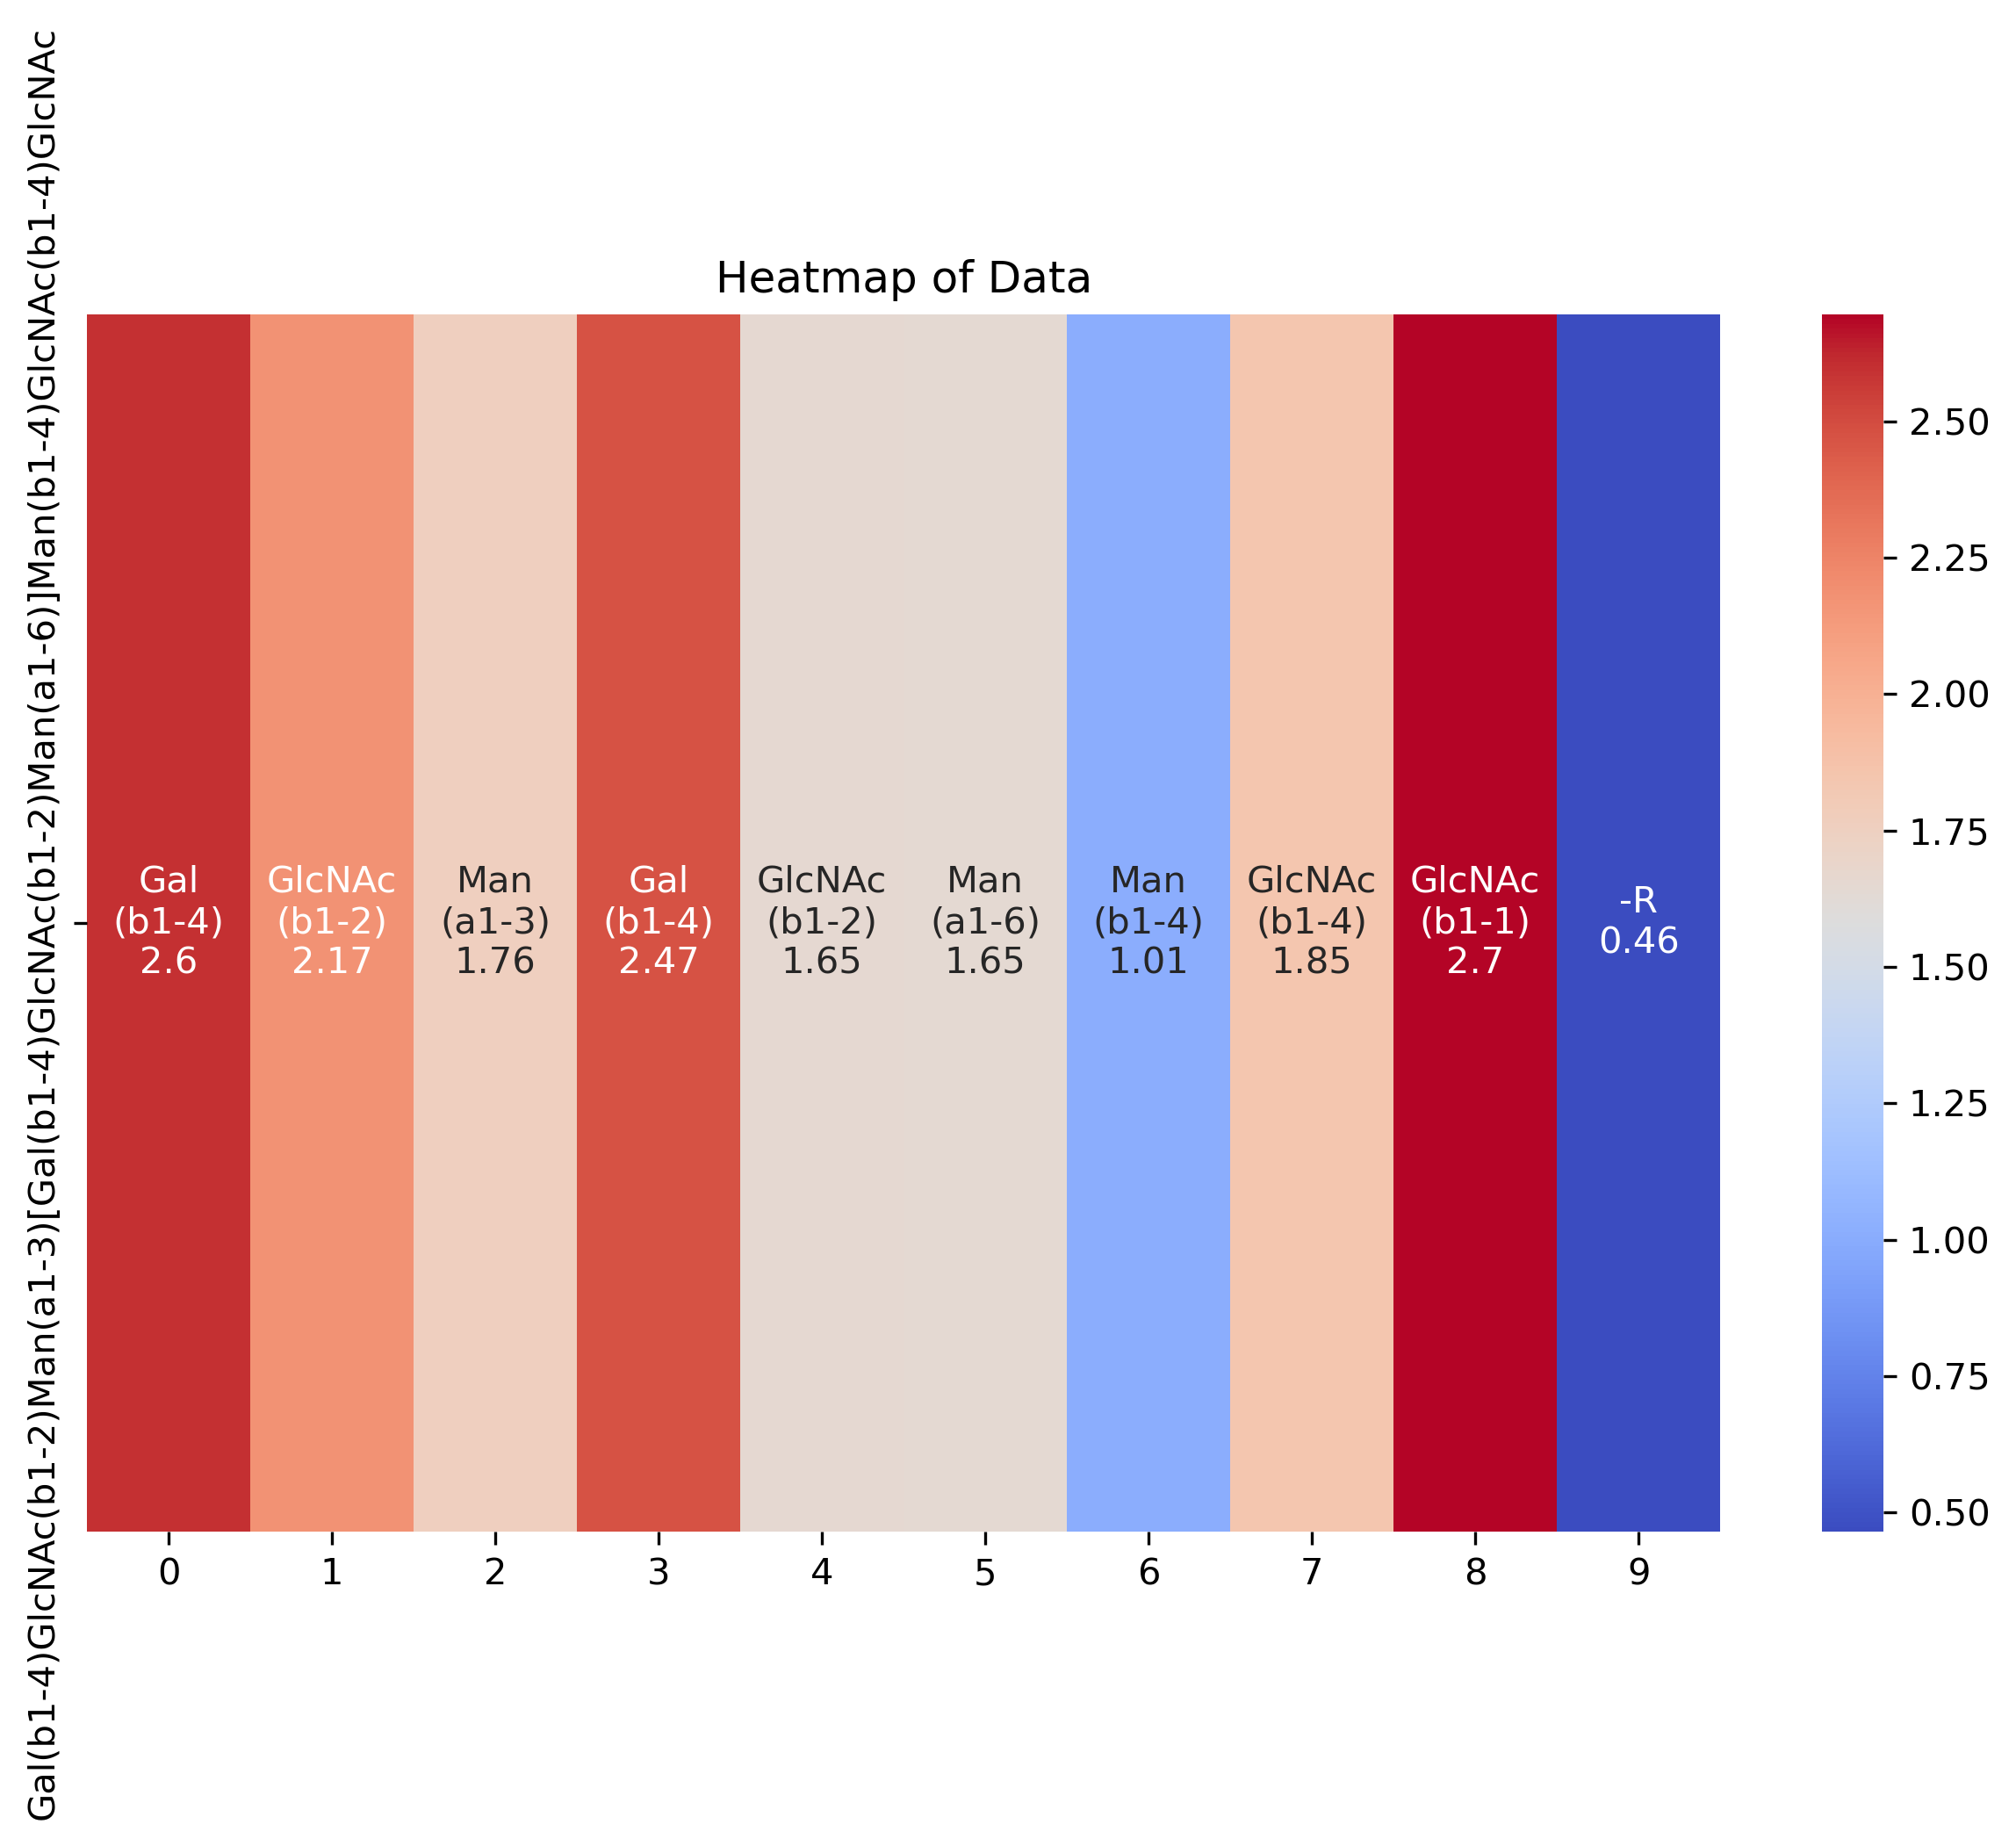 Heatmap of Data
Gal(b1-4)GlcNAc(b1-2)Man(a1-3)[Gal(b1-4)GlcNAc(b1-2)Man(a1-6)]Man(b1-4)GlcNAc(b1-4)GlcNAc
Gal
(b1-4)
2.6
GlcNAc
(b1-2)
2.17
Man
(a1-3)
1.76
Gal
(b1-4)
2.47
GlcNAc
(b1-2)
1.65
Man
(a1-6)
1.65
Man
(b1-4)
1.01
GlcNAc
(b1-4)
1.85
GlcNAc
(b1-1)
2.7
-R
0.46
0 1 2 3 4 5 6 7 8 9
2.50
2.25
2.00
1.75
1.50
1.25
1.00
0.75
0.50